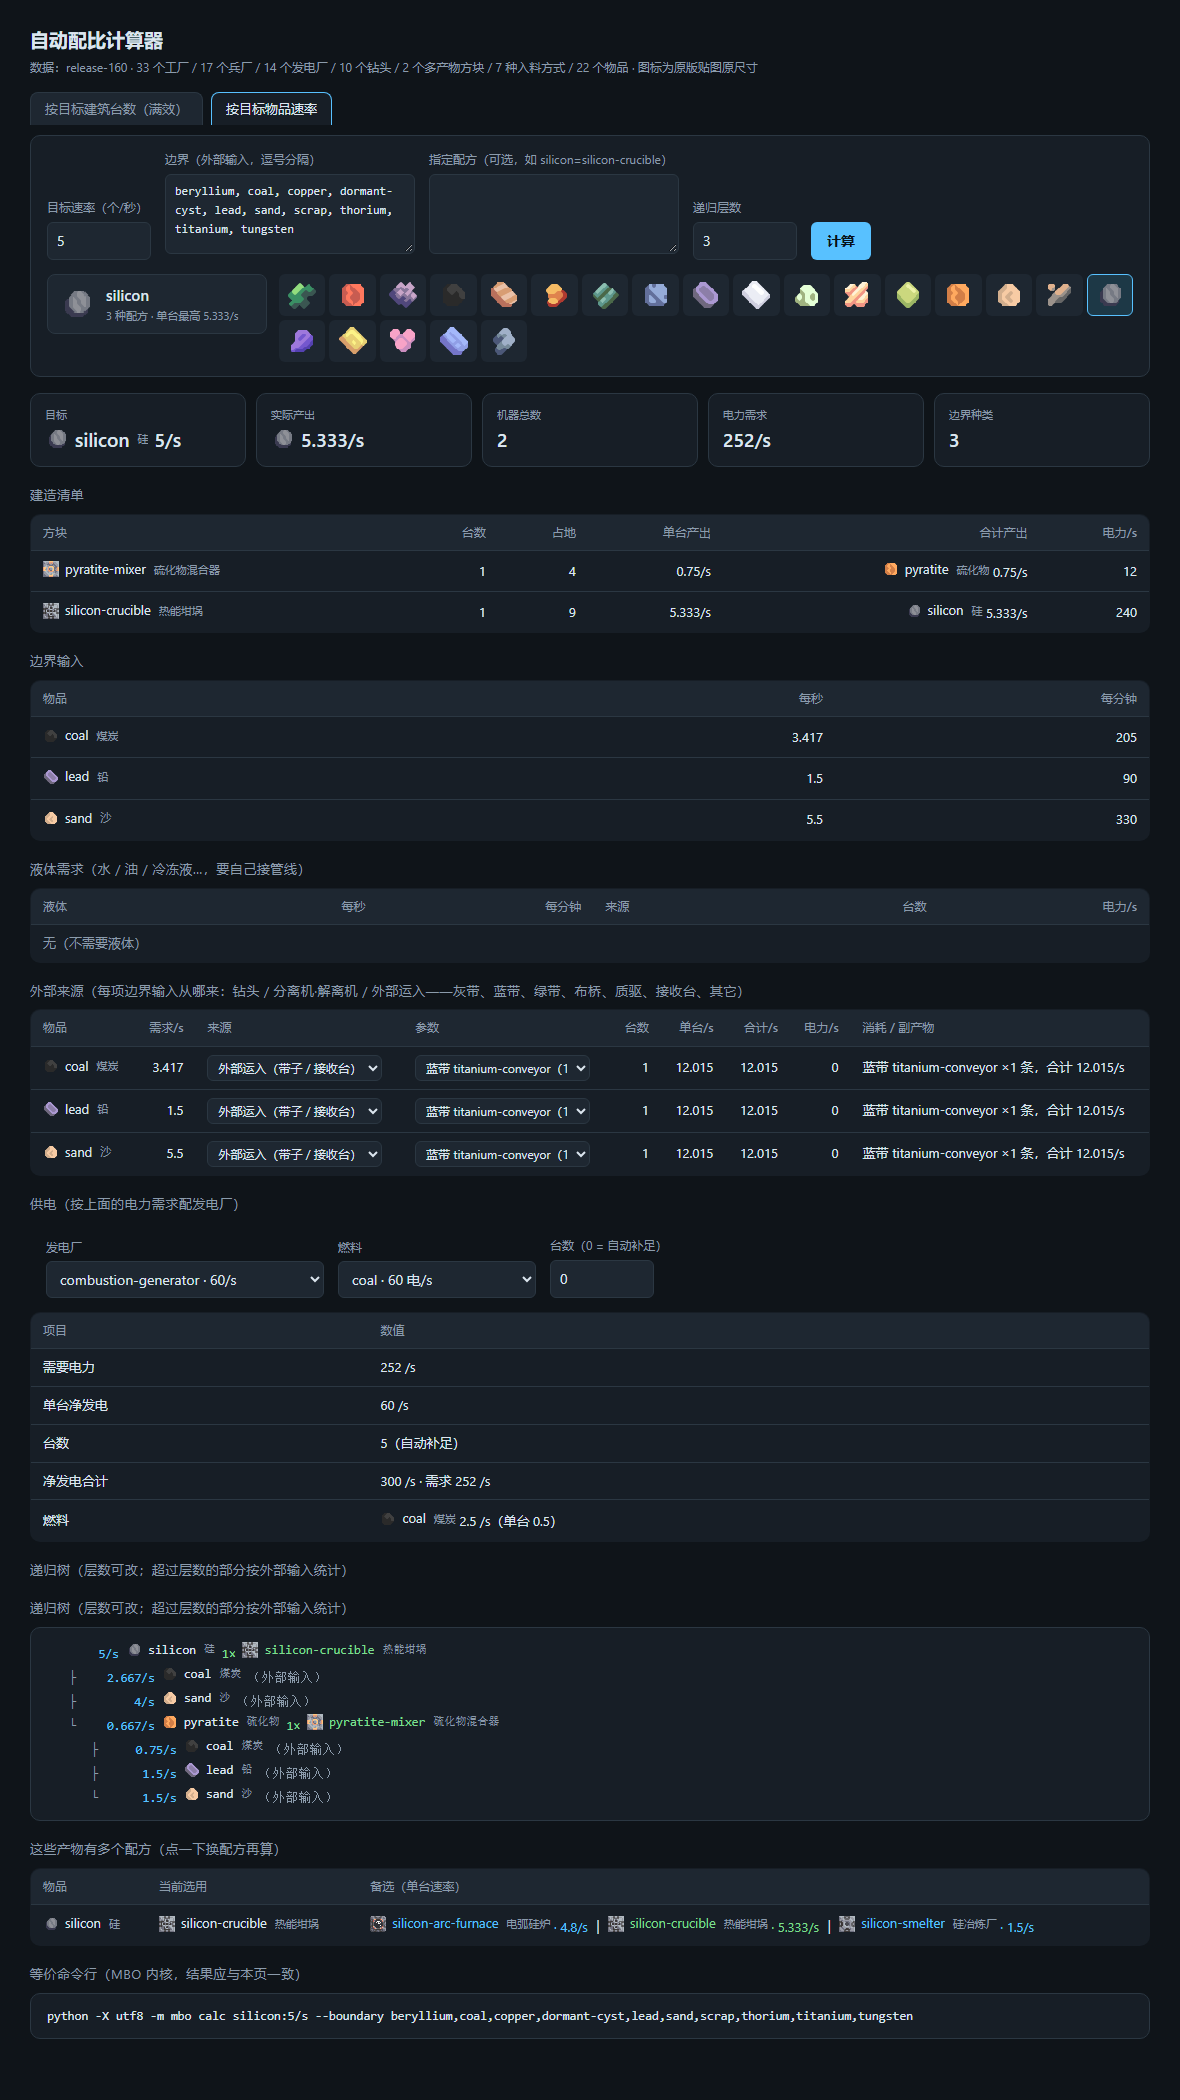 自动配比计算器
数据：release-160 · 33 个工厂 / 17 个兵厂 / 14 个发电厂 / 10 个钻头 / 2 个多产物方块 / 7 种入料方式 / 22 个物品 · 图标为原版贴图原尺寸
按目标建筑台数（满效） 按目标物品速率
目标速率（个/秒） 边界（外部输入，逗号分隔） 指定配方（可选，如 silicon=silicon-crucible） 递归层数
5 beryllium, coal, copper, dormant-
cyst, lead, sand, scrap, thorium,
titanium, tungsten 3 计算
silicon
3 种配方 · 单台最高 5.333/s
目标 实际产出 机器总数 电力需求 边界种类
silicon 硅 5/s 5.333/s 2 252/s 3
建造清单
方块 台数 占地 单台产出 合计产出 电力/s
pyratite-mixer 硫化物混合器 1 4 0.75/s pyratite 硫化物 0.75/s 12
silicon-crucible 热能坩埚 1 9 5.333/s silicon 硅 5.333/s 240
边界输入
物品 每秒 每分钟
coal 煤炭 3.417 205
lead 铅 1.5 90
sand 沙 5.5 330
液体需求（水 / 油 / 冷冻液…，要自己接管线）
液体 每秒 每分钟 来源 台数 电力/s
无（不需要液体）
外部来源（每项边界输入从哪来：钻头 / 分离机·解离机 / 外部运入——灰带、蓝带、绿带、布桥、质驱、接收台、其它）
物品 需求/s 来源 参数 台数 单台/s 合计/s 电力/s 消耗 / 副产物
coal 煤炭 3.417 外部运入（带子 / 接收台） 蓝带 titanium-conveyor（1 1 12.015 12.015 0 蓝带 titanium-conveyor ×1 条，合计 12.015/s
lead 铅 1.5 外部运入（带子 / 接收台） 蓝带 titanium-conveyor（1 1 12.015 12.015 0 蓝带 titanium-conveyor ×1 条，合计 12.015/s
sand 沙 5.5 外部运入（带子 / 接收台） 蓝带 titanium-conveyor（1 1 12.015 12.015 0 蓝带 titanium-conveyor ×1 条，合计 12.015/s
供电（按上面的电力需求配发电厂）
发电厂 燃料 台数（0 = 自动补足）
combustion-generator · 60/s coal · 60 电/s 0
项目 数值
需要电力 252 /s
单台净发电 60 /s
台数 5（自动补足）
净发电合计 300 /s · 需求 252 /s
燃料 coal 煤炭 2.5 /s（单台 0.5）
递归树（层数可改；超过层数的部分按外部输入统计）
递归树（层数可改；超过层数的部分按外部输入统计）
5/s silicon 硅 1× silicon-crucible 热能坩埚
├ 2.667/s coal 煤炭 （外部输入）
├ 4/s sand 沙 （外部输入）
└ 0.667/s pyratite 硫化物 1× pyratite-mixer 硫化物混合器
├ 0.75/s coal 煤炭 （外部输入）
├ 1.5/s lead 铅 （外部输入）
└ 1.5/s sand 沙 （外部输入）
这些产物有多个配方（点一下换配方再算）
物品 当前选用 备选（单台速率）
silicon 硅 silicon-crucible 热能坩埚 silicon-arc-furnace 电弧硅炉 · 4.8/s | silicon-crucible 热能坩埚 · 5.333/s | silicon-smelter 硅冶炼厂 · 1.5/s
等价命令行（MBO 内核，结果应与本页一致）
python -X utf8 -m mbo calc silicon:5/s --boundary beryllium,coal,copper,dormant-cyst,lead,sand,scrap,thorium,titanium,tungsten